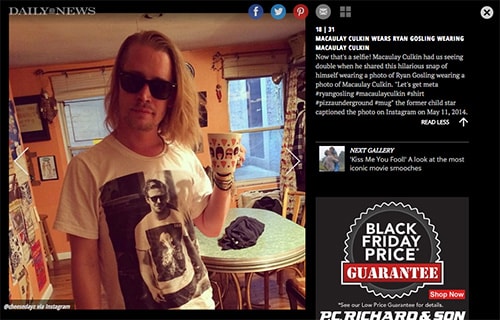 DAILY NEWS
18 | 31
MACAULAY CULKIN WEARS RYAN GOSLING WEARING
MACAULAY CULKIN
Now that's a selfie! Macaulay Culkin had us seeing
double when he shared this hilarious snap of
himself wearing a photo of Ryan Gosling wearing a
photo of Macaulay Culkin. "Let's get meta
#ryangosling #macaulayculkin #shirt
#pizzaunderground #mug" the former child star
captioned the photo on Instagram on May 11, 2014.
READ LESS
NEXT GALLERY
'Kiss Me You Fool!' A look at the most
iconic movie smooches
@cheesedayz via Instagram
BLACK
FRIDAY
PRICE*
GUARANTEE
Shop Now
*See our Low Price Guarantee for details.
P.C. RICHARD & SON